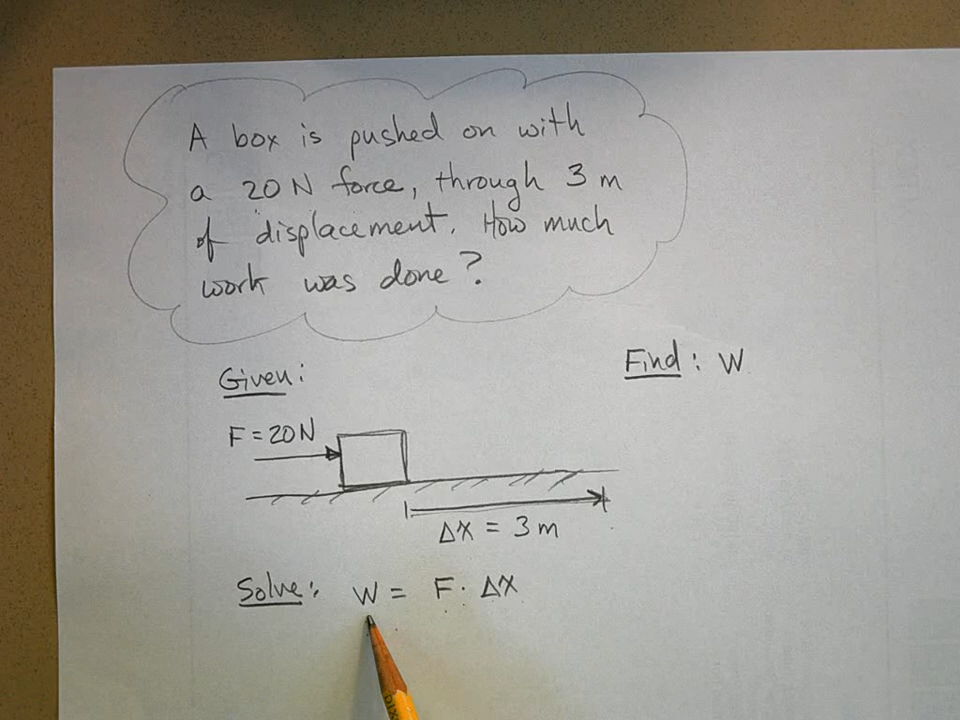 A box is pushed on with
a 20 N force, through 3 m
of displacement. How much
work was done?
Given:
Find: W
F = 20 N
Δx = 3 m
Solve: W = F · Δx